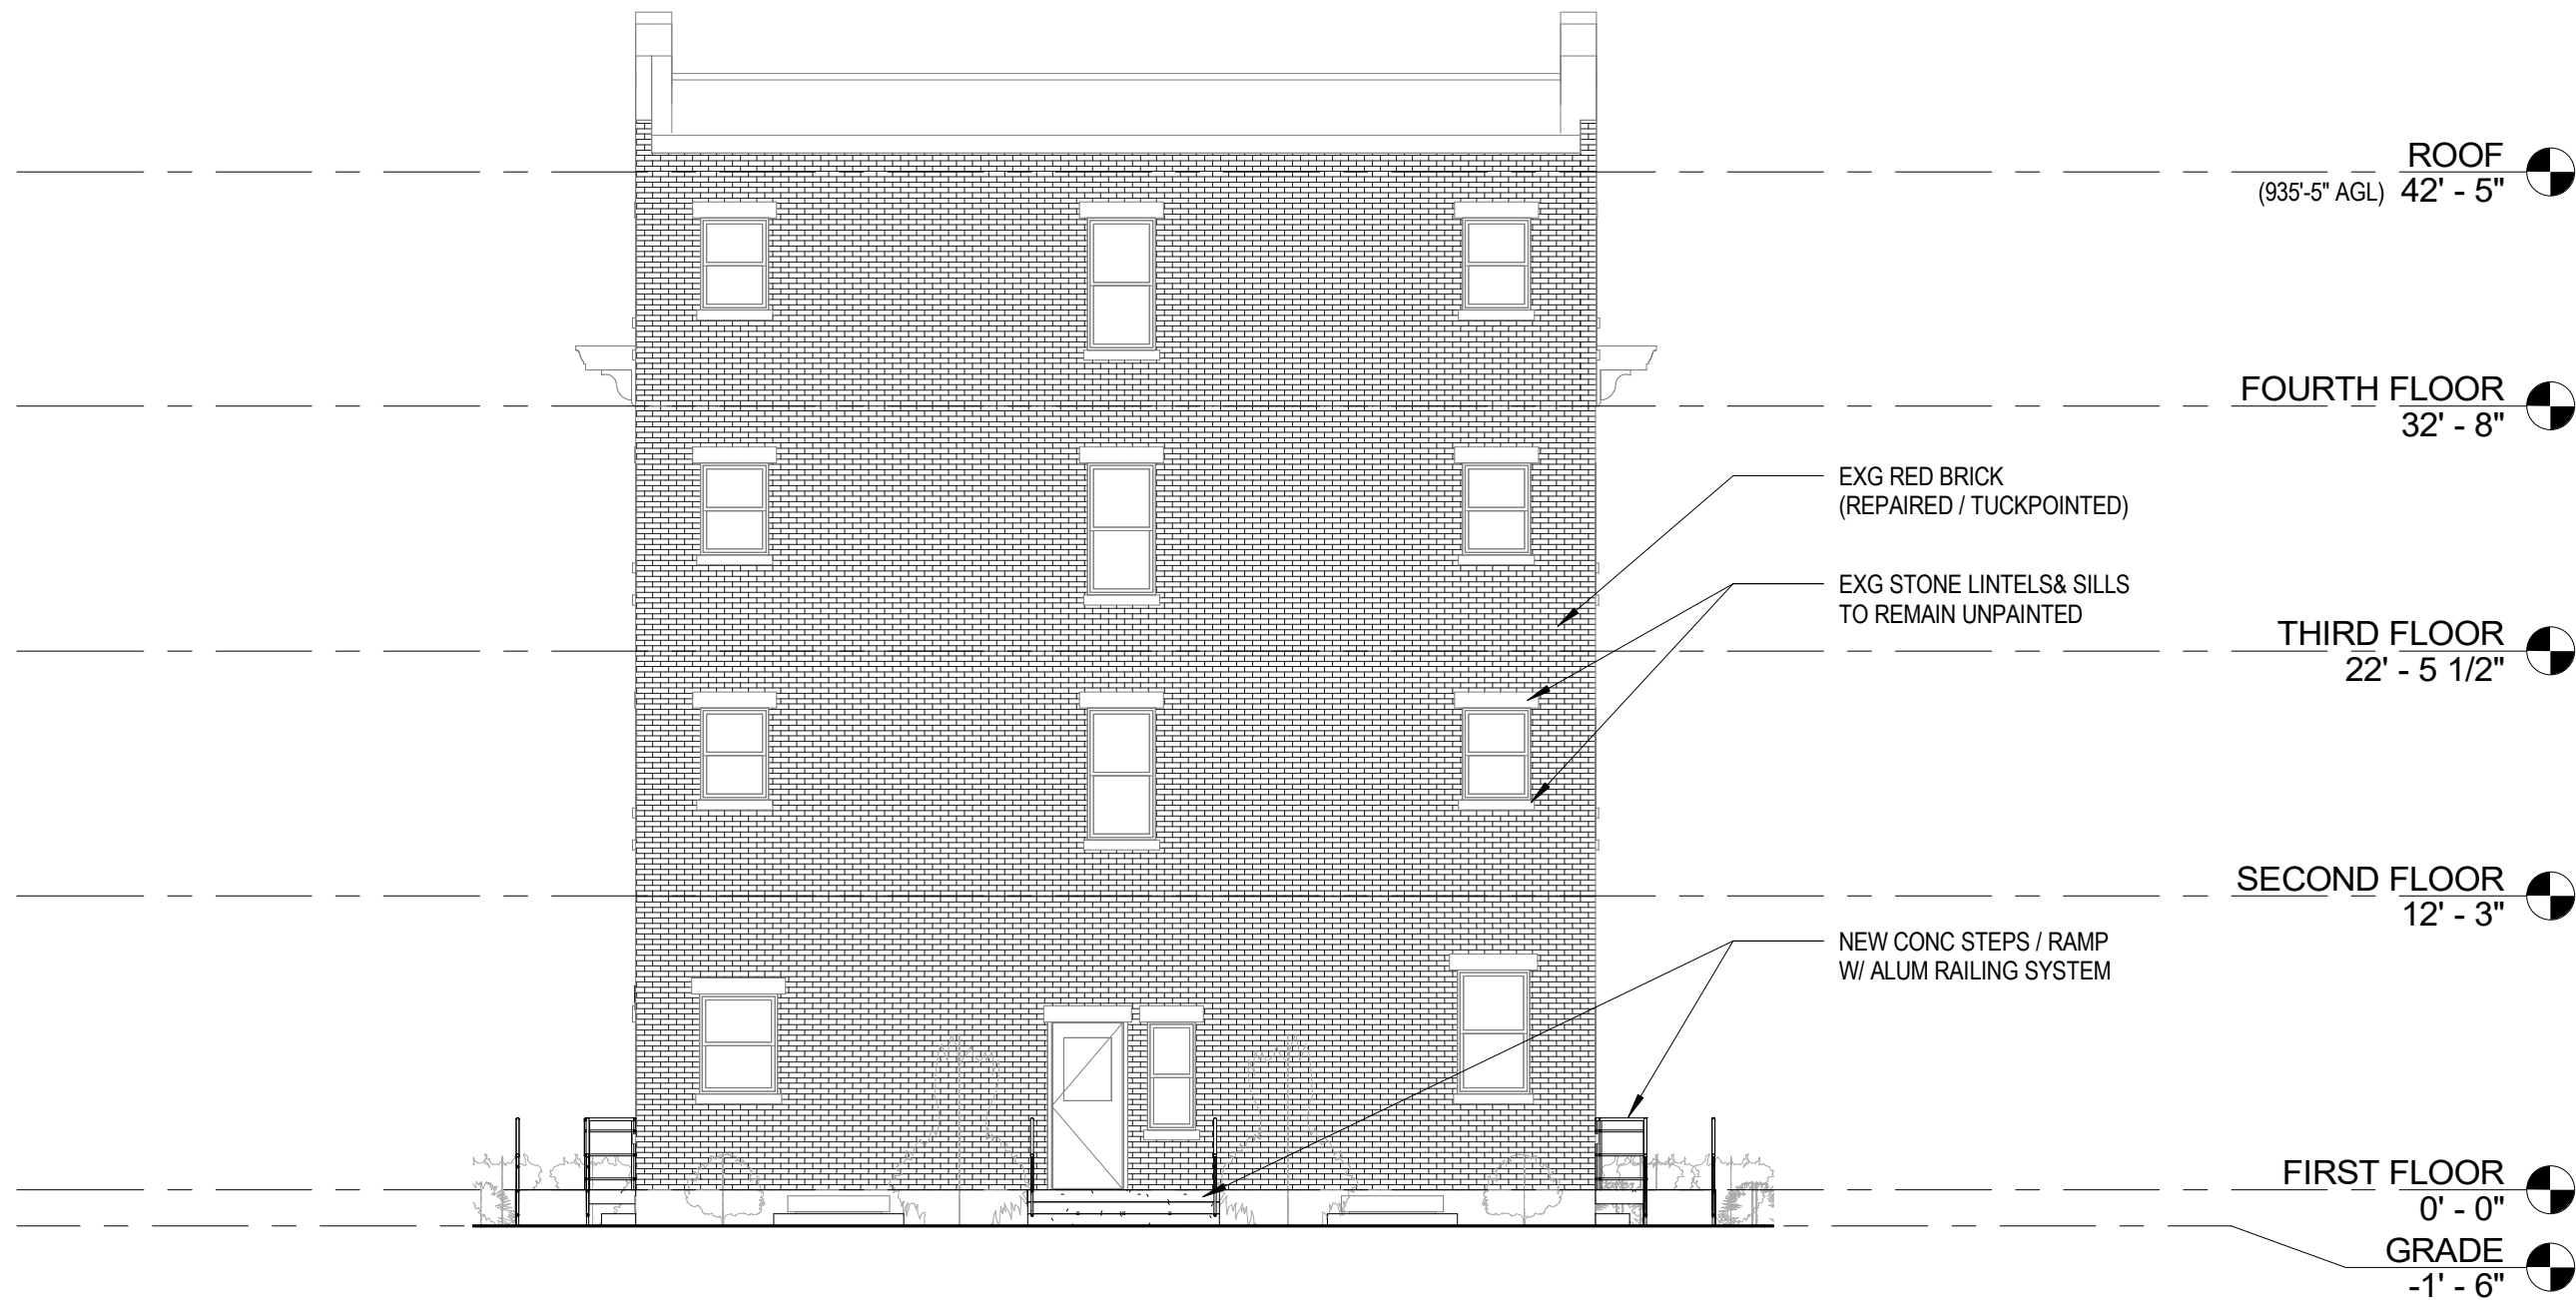 ROOF
(935'-5" AGL) 42' - 5"
FOURTH FLOOR
32' - 8"
EXG RED BRICK
(REPAIRED / TUCKPOINTED)
EXG STONE LINTELS& SILLS
TO REMAIN UNPAINTED
THIRD FLOOR
22' - 5 1/2"
SECOND FLOOR
12' - 3"
NEW CONC STEPS / RAMP
W/ ALUM RAILING SYSTEM
FIRST FLOOR
0' - 0"
GRADE
-1' - 6"